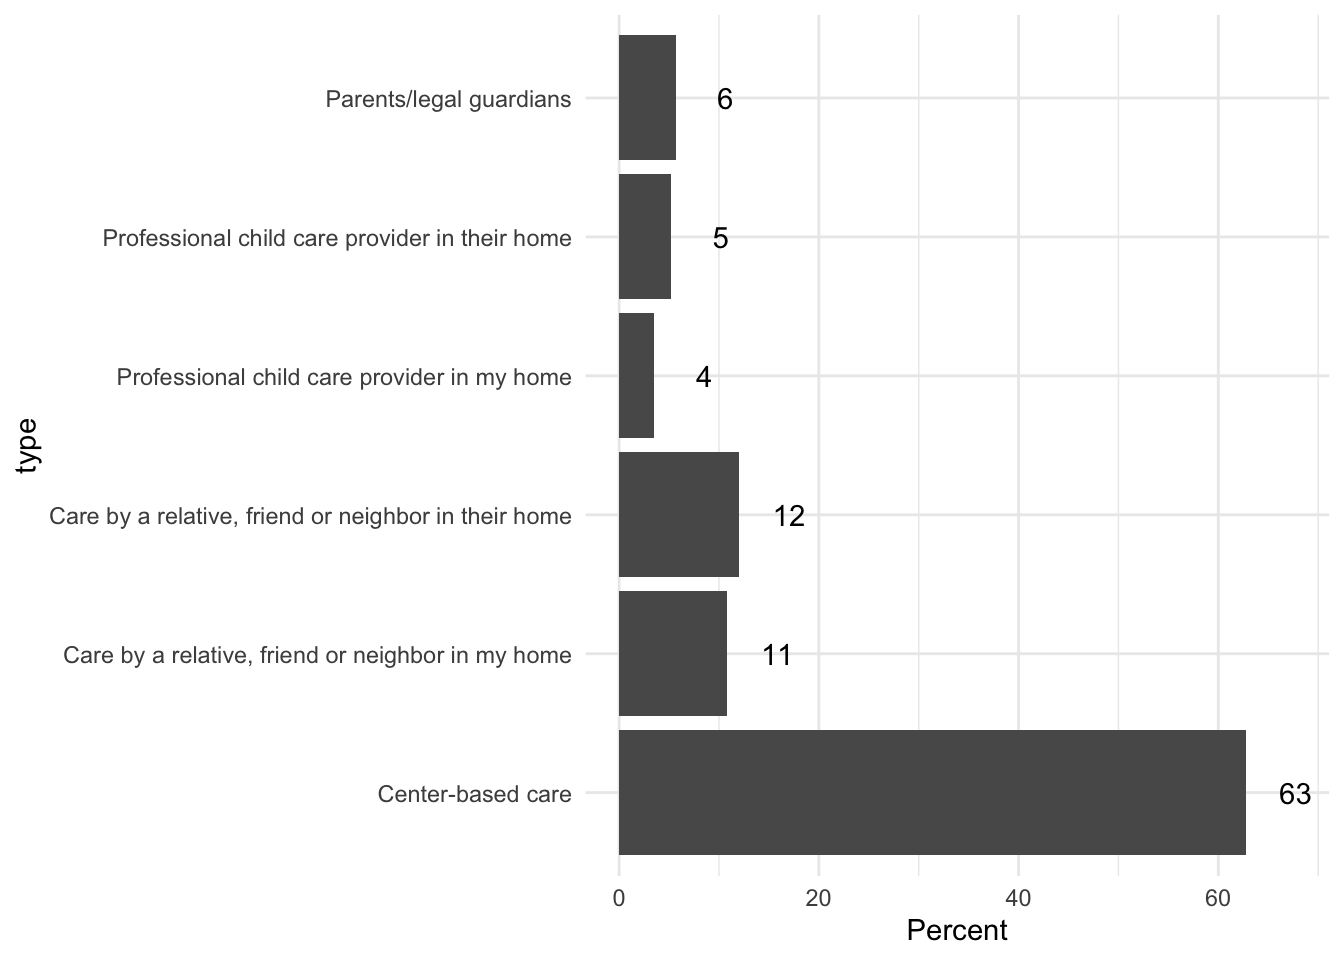 Parents/legal guardians
6
Professional child care provider in their home
5
Professional child care provider in my home
4
type
Care by a relative, friend or neighbor in their home
12
Care by a relative, friend or neighbor in my home
11
Center-based care
63
0 20 40 60
Percent